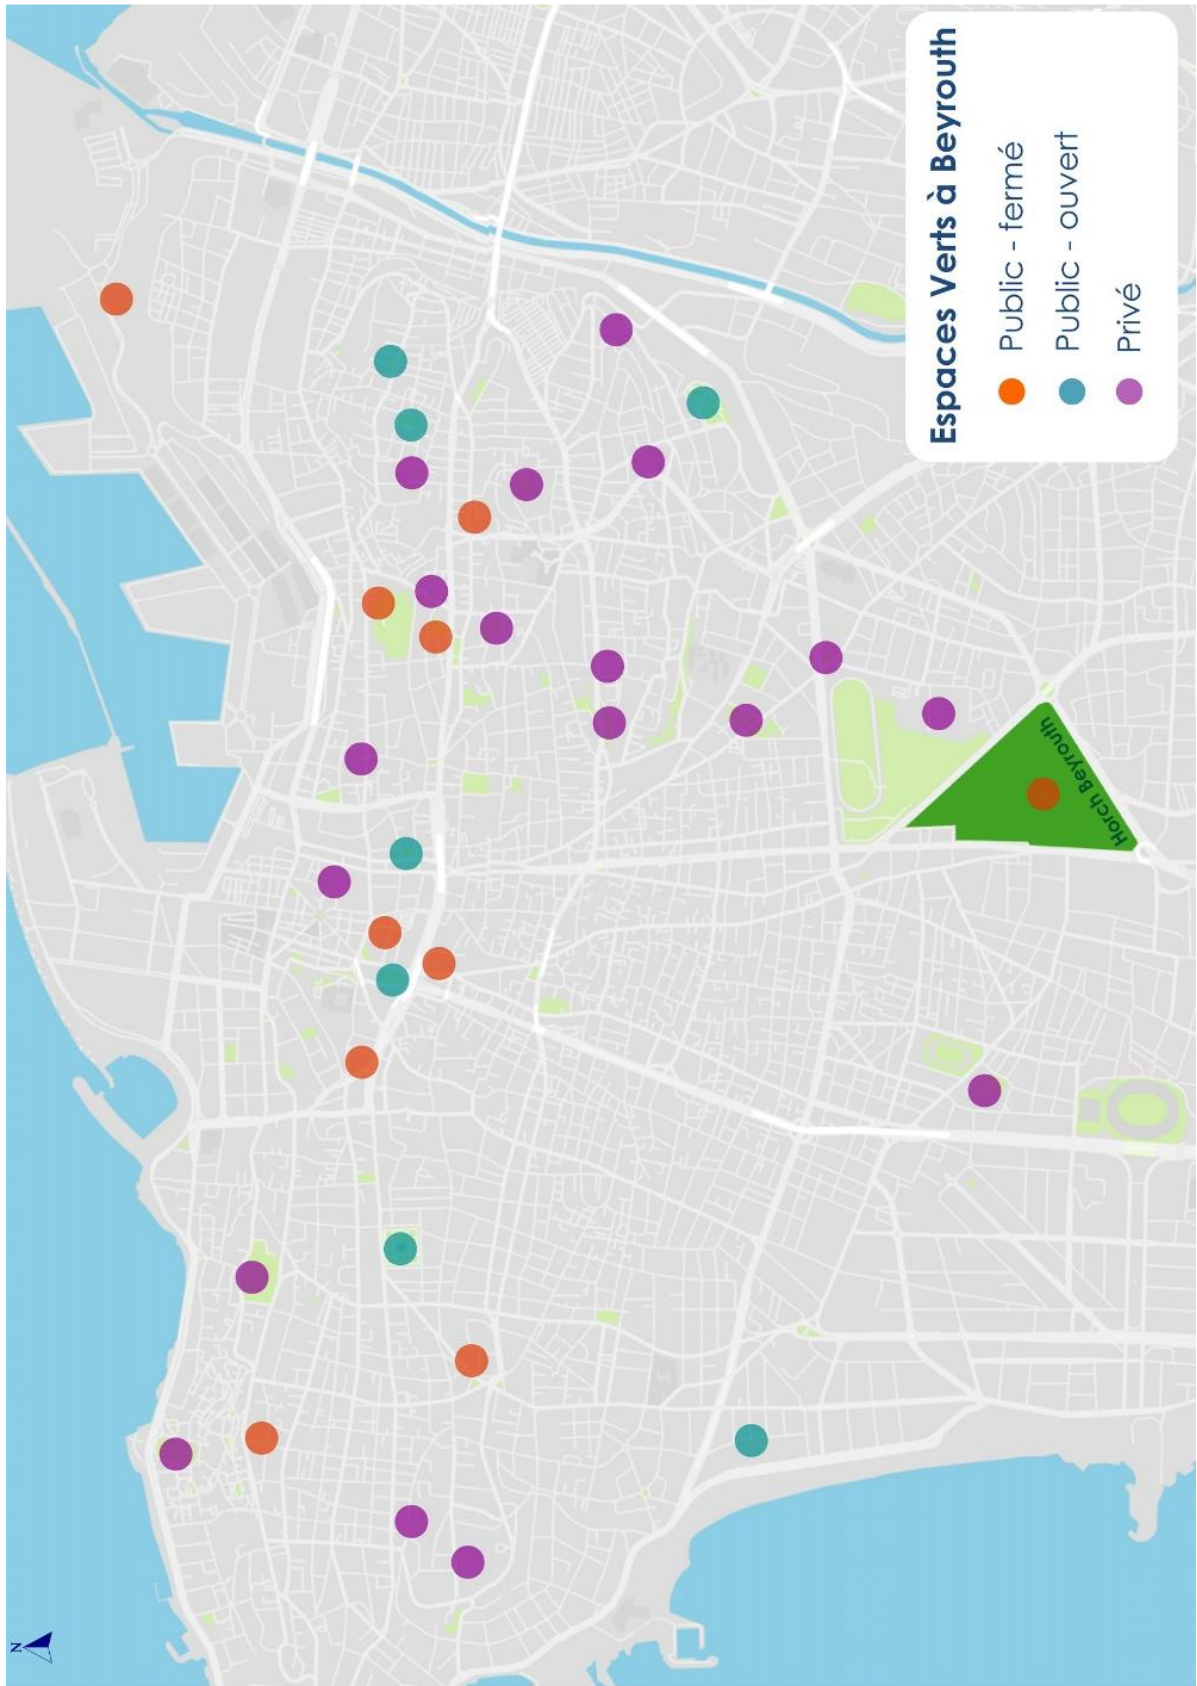 N
Espaces Verts à Beyrouth
Public - fermé
Public - ouvert
Privé
Horch Beyrouth